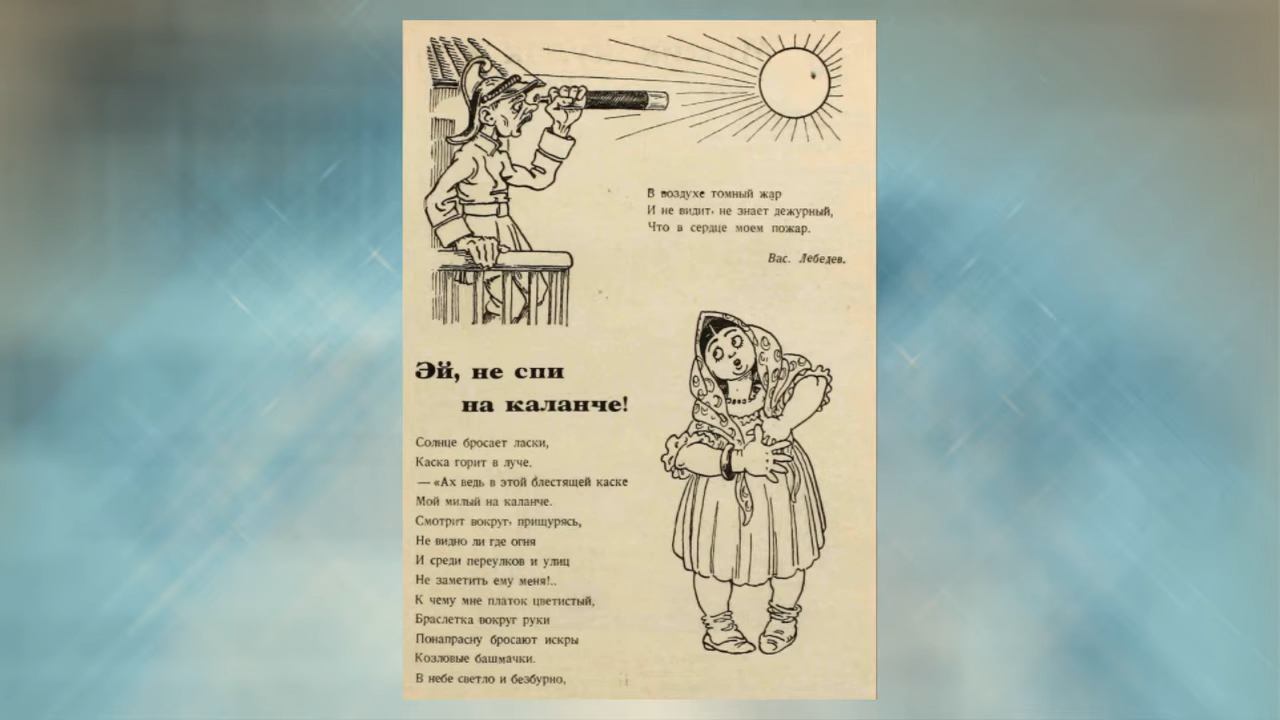 Эй, не спи
на каланче!
Солнце бросает ласки,
Каска горит в луче.
— «Ах ведь в этой блестящей каске
Мой милый на каланче.
Смотрит вокруг, прищурясь,
Не видно ли где огня
И среди переулков и улиц
Не заметить ему меня!..
К чему мне платок цветистый,
Браслетка вокруг руки
Понапрасну бросают искры
Козловые башмачки.
В небе светло и безбурно,
В воздухе томный жар
И не видит, не знает дежурный,
Что в сердце моем пожар.
Вас. Лебедев.